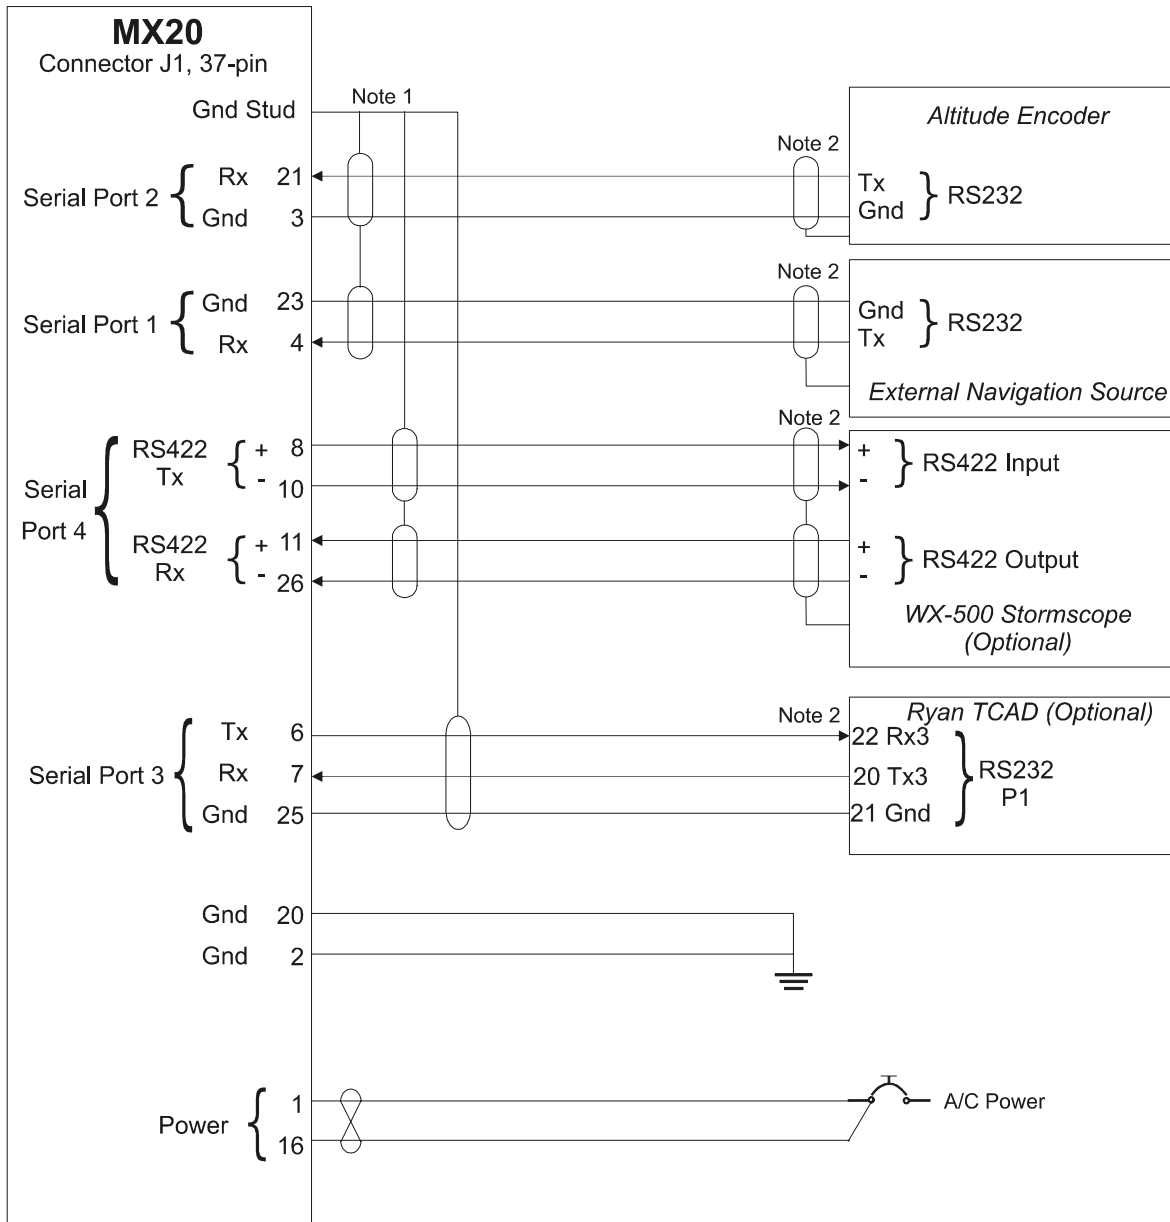 MX20
Connector J1, 37-pin
Gnd Stud
Note 1
Altitude Encoder
Note 2
Serial Port 2
Rx 21
Gnd 3
Tx
Gnd
RS232
Note 2
Serial Port 1
Gnd 23
Rx 4
Gnd
Tx
RS232
External Navigation Source
Note 2
Serial
Port 4
RS422
Tx
+ 8
- 10
+
-
RS422 Input
RS422
Rx
+ 11
- 26
+
-
RS422 Output
WX-500 Stormscope
(Optional)
Note 2
Ryan TCAD (Optional)
Serial Port 3
Tx 6
Rx 7
Gnd 25
22 Rx3
20 Tx3
21 Gnd
RS232
P1
Gnd 20
Gnd 2
Power
1
16
A/C Power